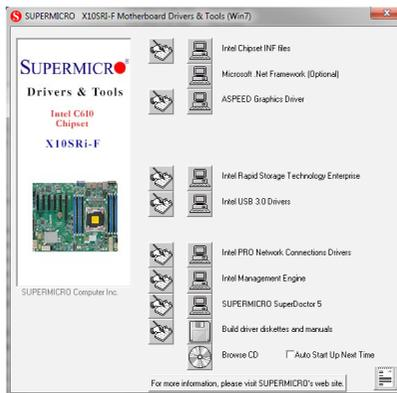 SUPERMICRO X10SRI-F Motherboard Drivers & Tools (Win7)
SUPERMICRO
Drivers & Tools
Intel C610
Chipset
X10SRi-F
SUPERMICRO Computer Inc.
Intel Chipset INF files
Microsoft .Net Framework (Optional)
ASPEED Graphics Driver
Intel Rapid Storage Technology Enterprise
Intel USB 3.0 Drivers
Intel PRO Network Connections Drivers
Intel Management Engine
SUPERMICRO SuperDoctor 5
Build driver diskettes and manuals
Browse CD
Auto Start Up Next Time
For more information, please visit SUPERMICRO's web site.